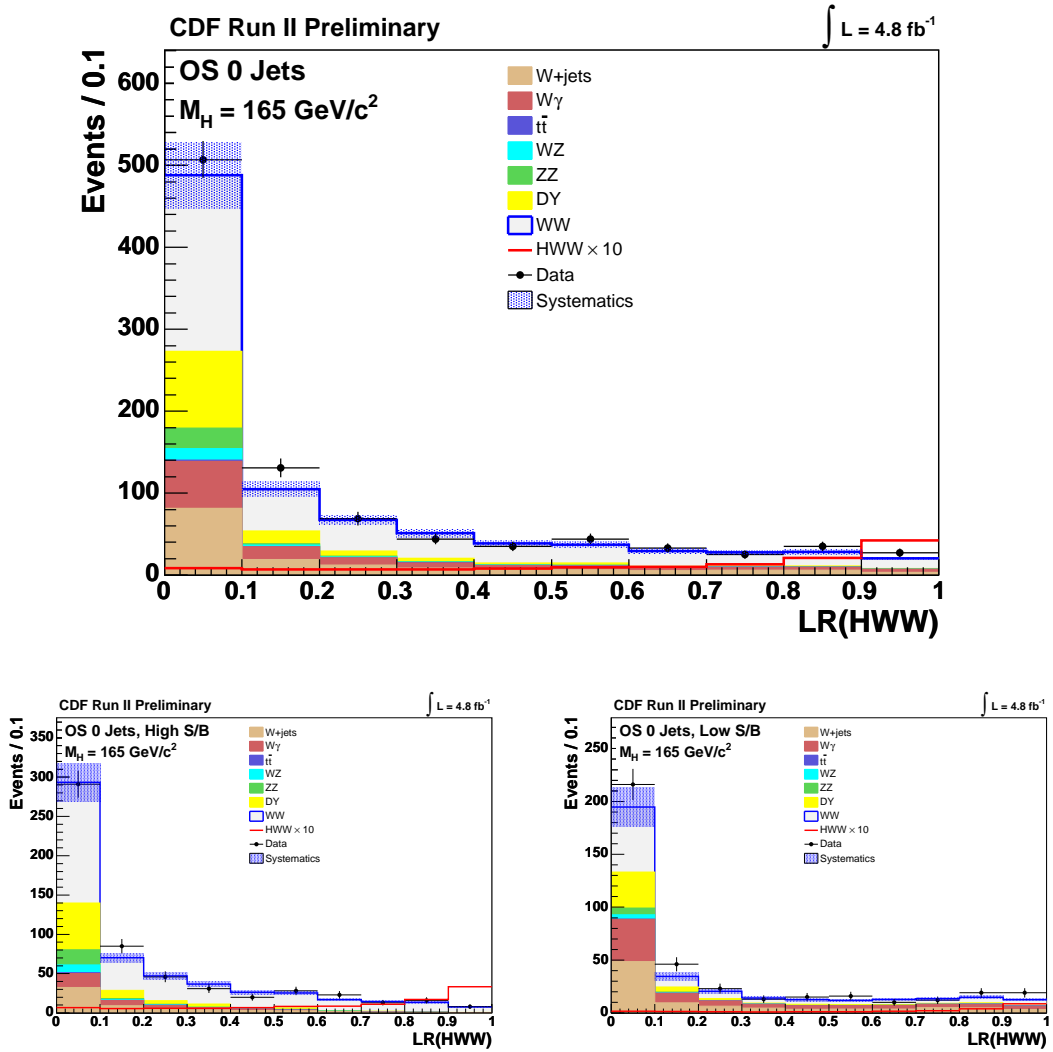 CDF Run II Preliminary
∫ L = 4.8 fb⁻¹
OS 0 Jets
M_H = 165 GeV/c²
Events / 0.1
600
500
400
300
200
100
0
W+jets
Wγ
tt̄
WZ
ZZ
DY
WW
HWW × 10
Data
Systematics
0 0.1 0.2 0.3 0.4 0.5 0.6 0.7 0.8 0.9 1
LR(HWW)
CDF Run II Preliminary
∫ L = 4.8 fb⁻¹
OS 0 Jets, High S/B
M_H = 165 GeV/c²
Events / 0.1
350
300
250
200
150
100
50
0
W+jets
Wγ
tt̄
WZ
ZZ
DY
WW
HWW × 10
Data
Systematics
0 0.1 0.2 0.3 0.4 0.5 0.6 0.7 0.8 0.9 1
LR(HWW)
CDF Run II Preliminary
∫ L = 4.8 fb⁻¹
OS 0 Jets, Low S/B
M_H = 165 GeV/c²
Events / 0.1
250
200
150
100
50
0
W+jets
Wγ
tt̄
WZ
ZZ
DY
WW
HWW × 10
Data
Systematics
0 0.1 0.2 0.3 0.4 0.5 0.6 0.7 0.8 0.9 1
LR(HWW)